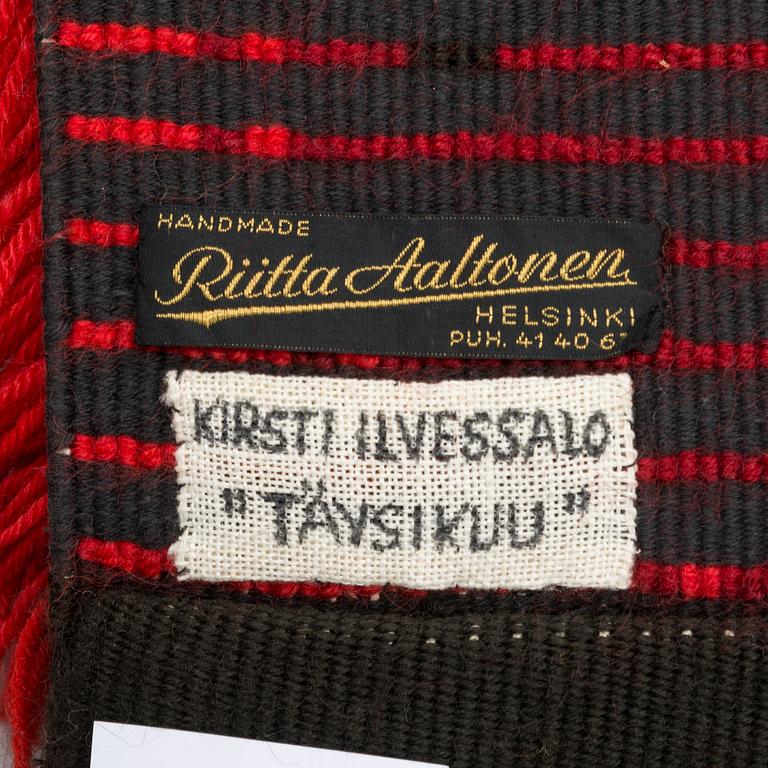 HANDMADE
Riitta Aaltonen
HELSINKI
PUH. 41 40 67
KIRSTI ILVESSALO
"TÄYSIKUU"